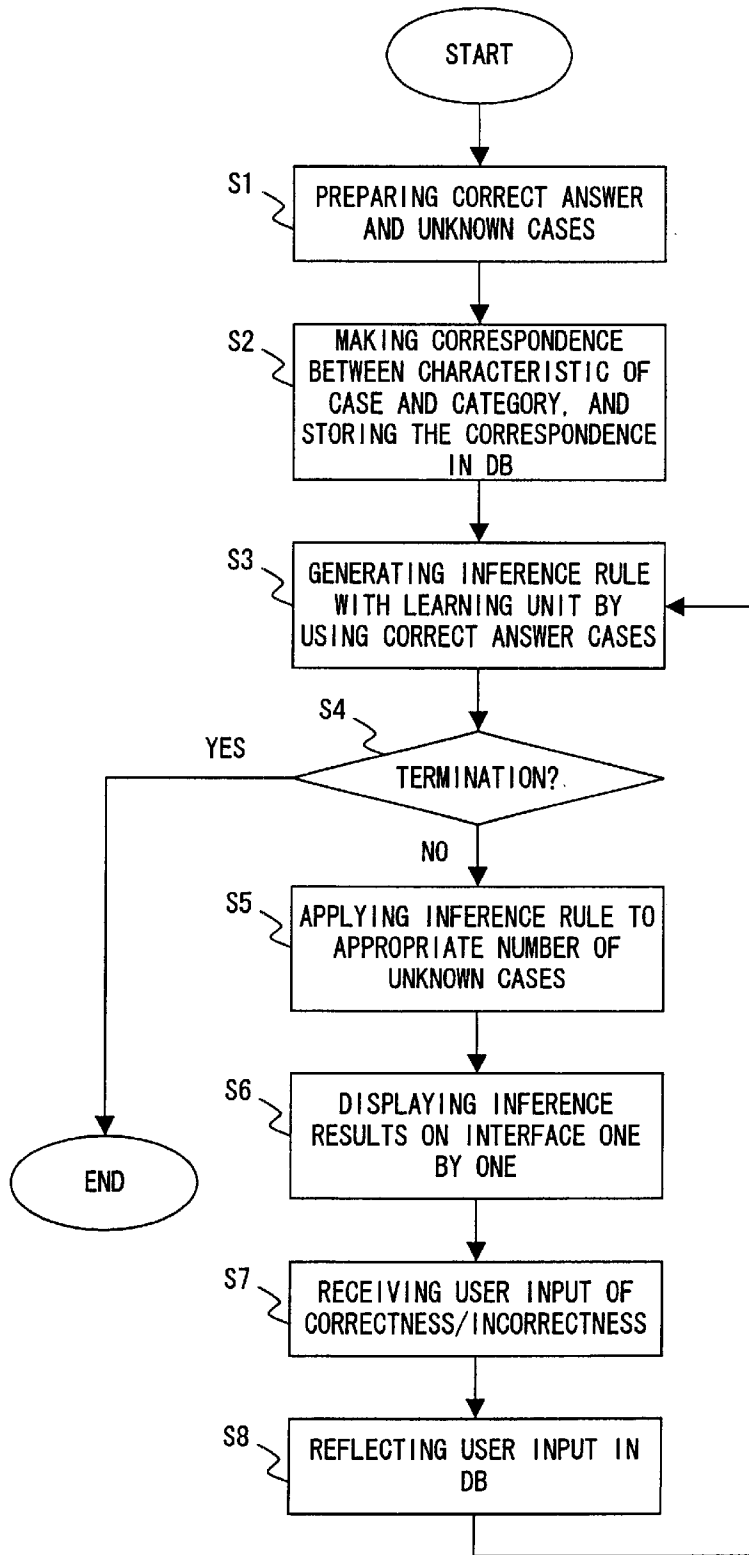 START
S1
PREPARING CORRECT ANSWER
AND UNKNOWN CASES
S2
MAKING CORRESPONDENCE
BETWEEN CHARACTERISTIC OF
CASE AND CATEGORY, AND
STORING THE CORRESPONDENCE
IN DB
S3
GENERATING INFERENCE RULE
WITH LEARNING UNIT BY
USING CORRECT ANSWER CASES
S4
YES
TERMINATION?
NO
S5
APPLYING INFERENCE RULE TO
APPROPRIATE NUMBER OF
UNKNOWN CASES
S6
DISPLAYING INFERENCE
RESULTS ON INTERFACE ONE
BY ONE
END
S7
RECEIVING USER INPUT OF
CORRECTNESS/INCORRECTNESS
S8
REFLECTING USER INPUT IN
DB